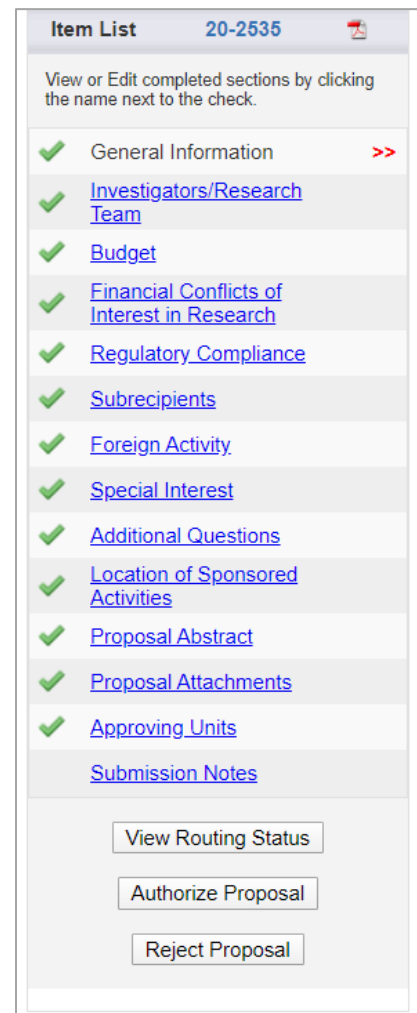 Item List 20-2535
View or Edit completed sections by clicking
the name next to the check.
General Information >>
Investigators/Research
Team
Budget
Financial Conflicts of
Interest in Research
Regulatory Compliance
Subrecipients
Foreign Activity
Special Interest
Additional Questions
Location of Sponsored
Activities
Proposal Abstract
Proposal Attachments
Approving Units
Submission Notes
View Routing Status
Authorize Proposal
Reject Proposal